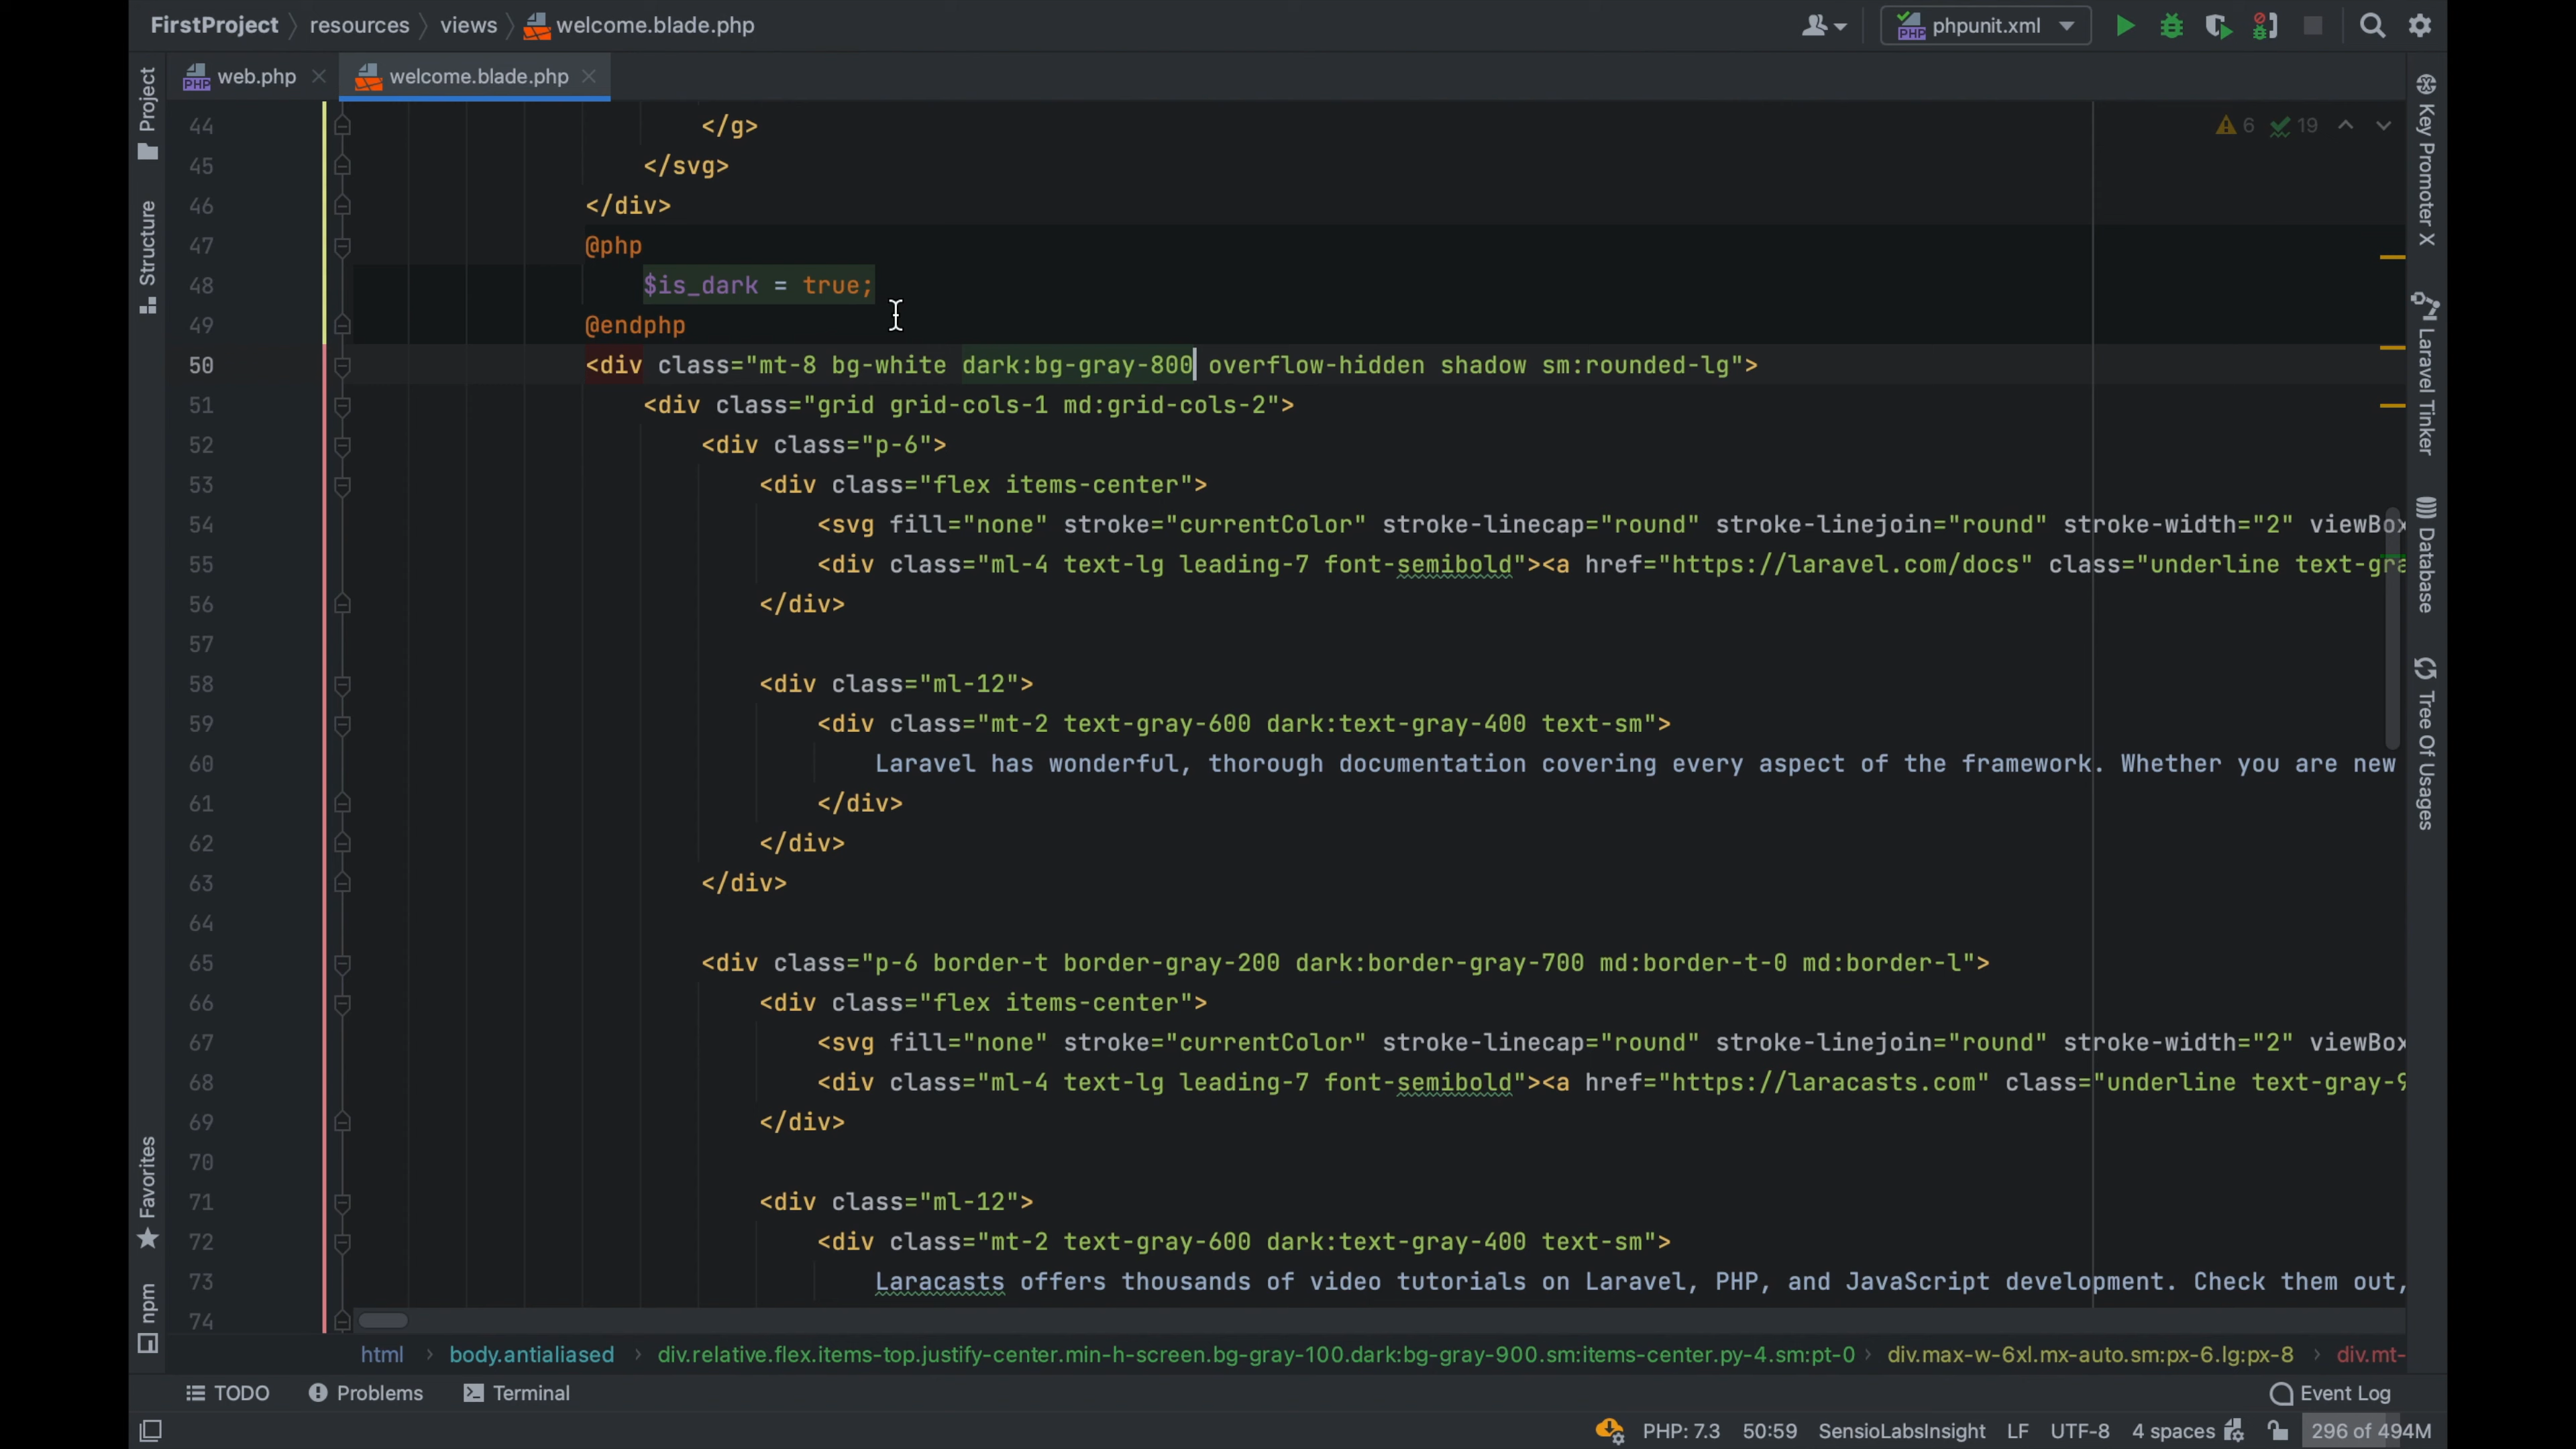 FirstProject resources views welcome.blade.php phpunit.xml
web.php welcome.blade.php
6 19
44 </g>
45 </svg>
46 </div>
47 @php
48 $is_dark = true;
49 @endphp
50 <div class="mt-8 bg-white dark:bg-gray-800 overflow-hidden shadow sm:rounded-lg">
51 <div class="grid grid-cols-1 md:grid-cols-2">
52 <div class="p-6">
53 <div class="flex items-center">
54 <svg fill="none" stroke="currentColor" stroke-linecap="round" stroke-linejoin="round" stroke-width="2" viewBox
55 <div class="ml-4 text-lg leading-7 font-semibold"><a href="https://laravel.com/docs" class="underline text-gra
56 </div>
57
58 <div class="ml-12">
59 <div class="mt-2 text-gray-600 dark:text-gray-400 text-sm">
60 Laravel has wonderful, thorough documentation covering every aspect of the framework. Whether you are new
61 </div>
62 </div>
63 </div>
64
65 <div class="p-6 border-t border-gray-200 dark:border-gray-700 md:border-t-0 md:border-l">
66 <div class="flex items-center">
67 <svg fill="none" stroke="currentColor" stroke-linecap="round" stroke-linejoin="round" stroke-width="2" viewBox
68 <div class="ml-4 text-lg leading-7 font-semibold"><a href="https://laracasts.com" class="underline text-gray-9
69 </div>
70
71 <div class="ml-12">
72 <div class="mt-2 text-gray-600 dark:text-gray-400 text-sm">
73 Laracasts offers thousands of video tutorials on Laravel, PHP, and JavaScript development. Check them out,
74
html body.antialiased div.relative.flex.items-top.justify-center.min-h-screen.bg-gray-100.dark:bg-gray-900.sm:items-center.py-4.sm:pt-0 div.max-w-6xl.mx-auto.sm:px-6.lg:px-8 div.mt-
TODO Problems Terminal Event Log
PHP: 7.3 50:59 SensioLabsInsight LF UTF-8 4 spaces 296 of 494M
Project
Structure
Favorites
npm
Key Promoter X
Laravel Tinker
Database
Tree Of Usages